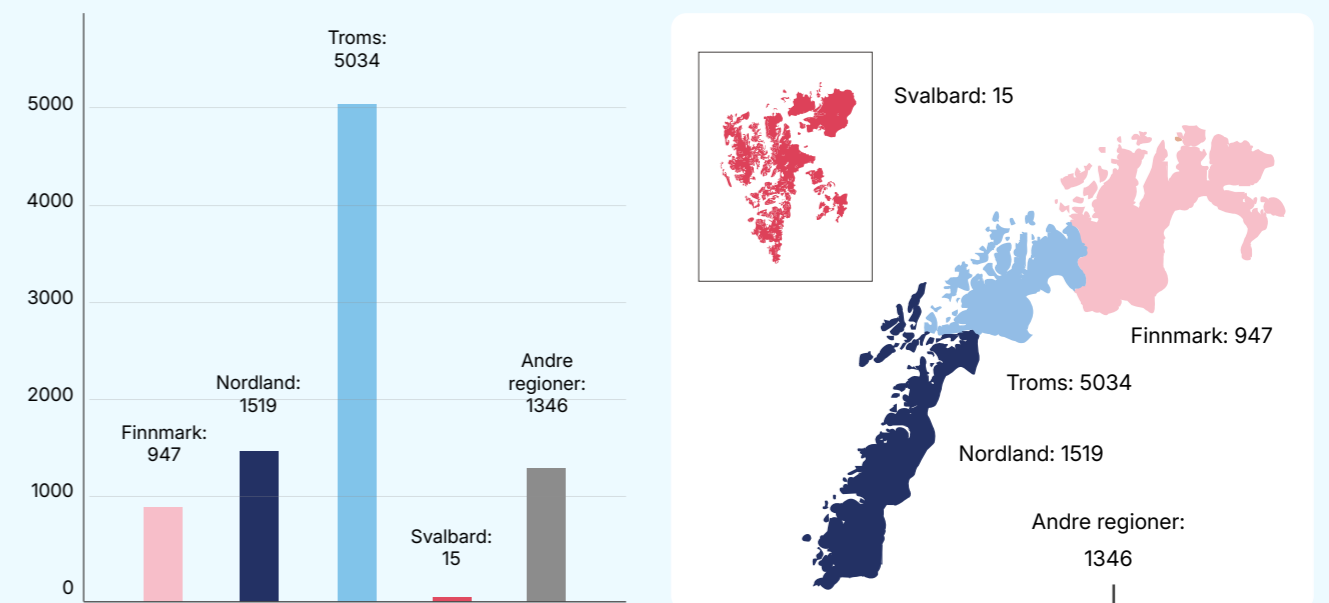 Troms:
5034
5000
4000
3000
Andre
regioner:
1346
Nordland:
1519
2000
Finnmark:
947
1000
Svalbard:
15
0
Svalbard: 15
Finnmark: 947
Troms: 5034
Nordland: 1519
Andre regioner:
1346